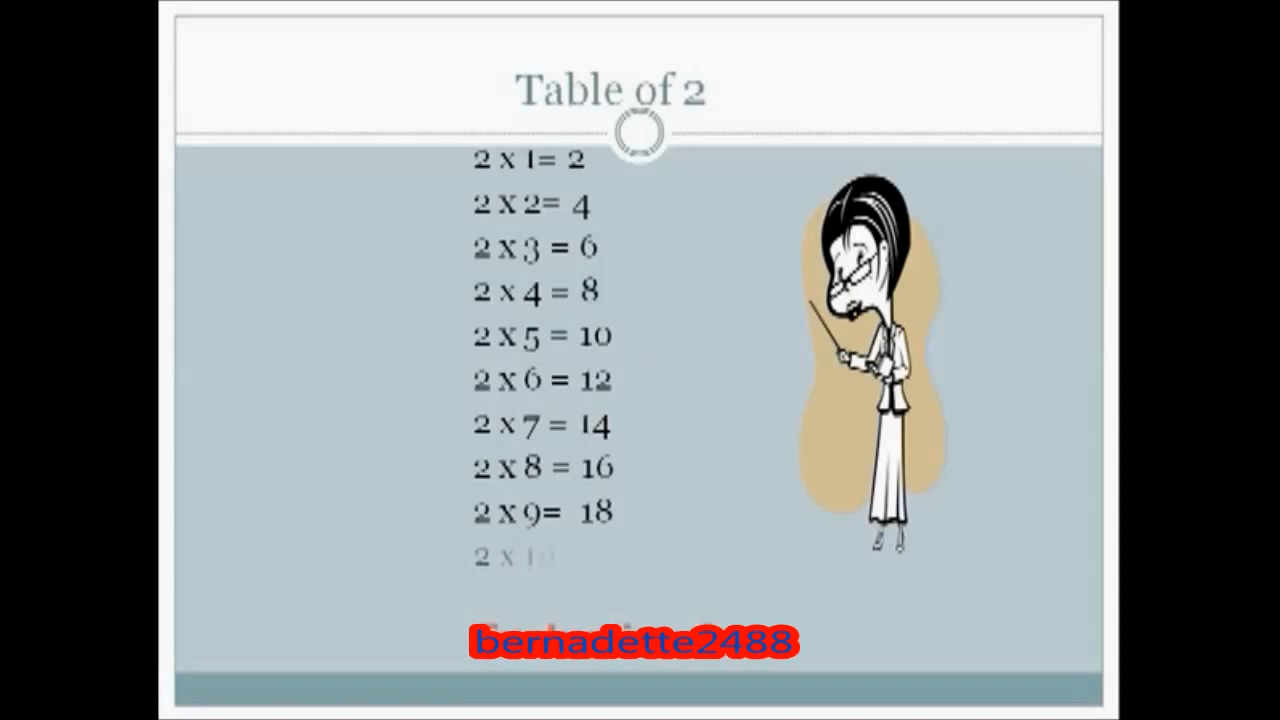 Table of 2
2 x 1= 2
2 x 2= 4
2 x 3 = 6
2 x 4 = 8
2 x 5 = 10
2 x 6 = 12
2 x 7 = 14
2 x 8 = 16
2 x 9= 18
2 x 10
bernadette2488